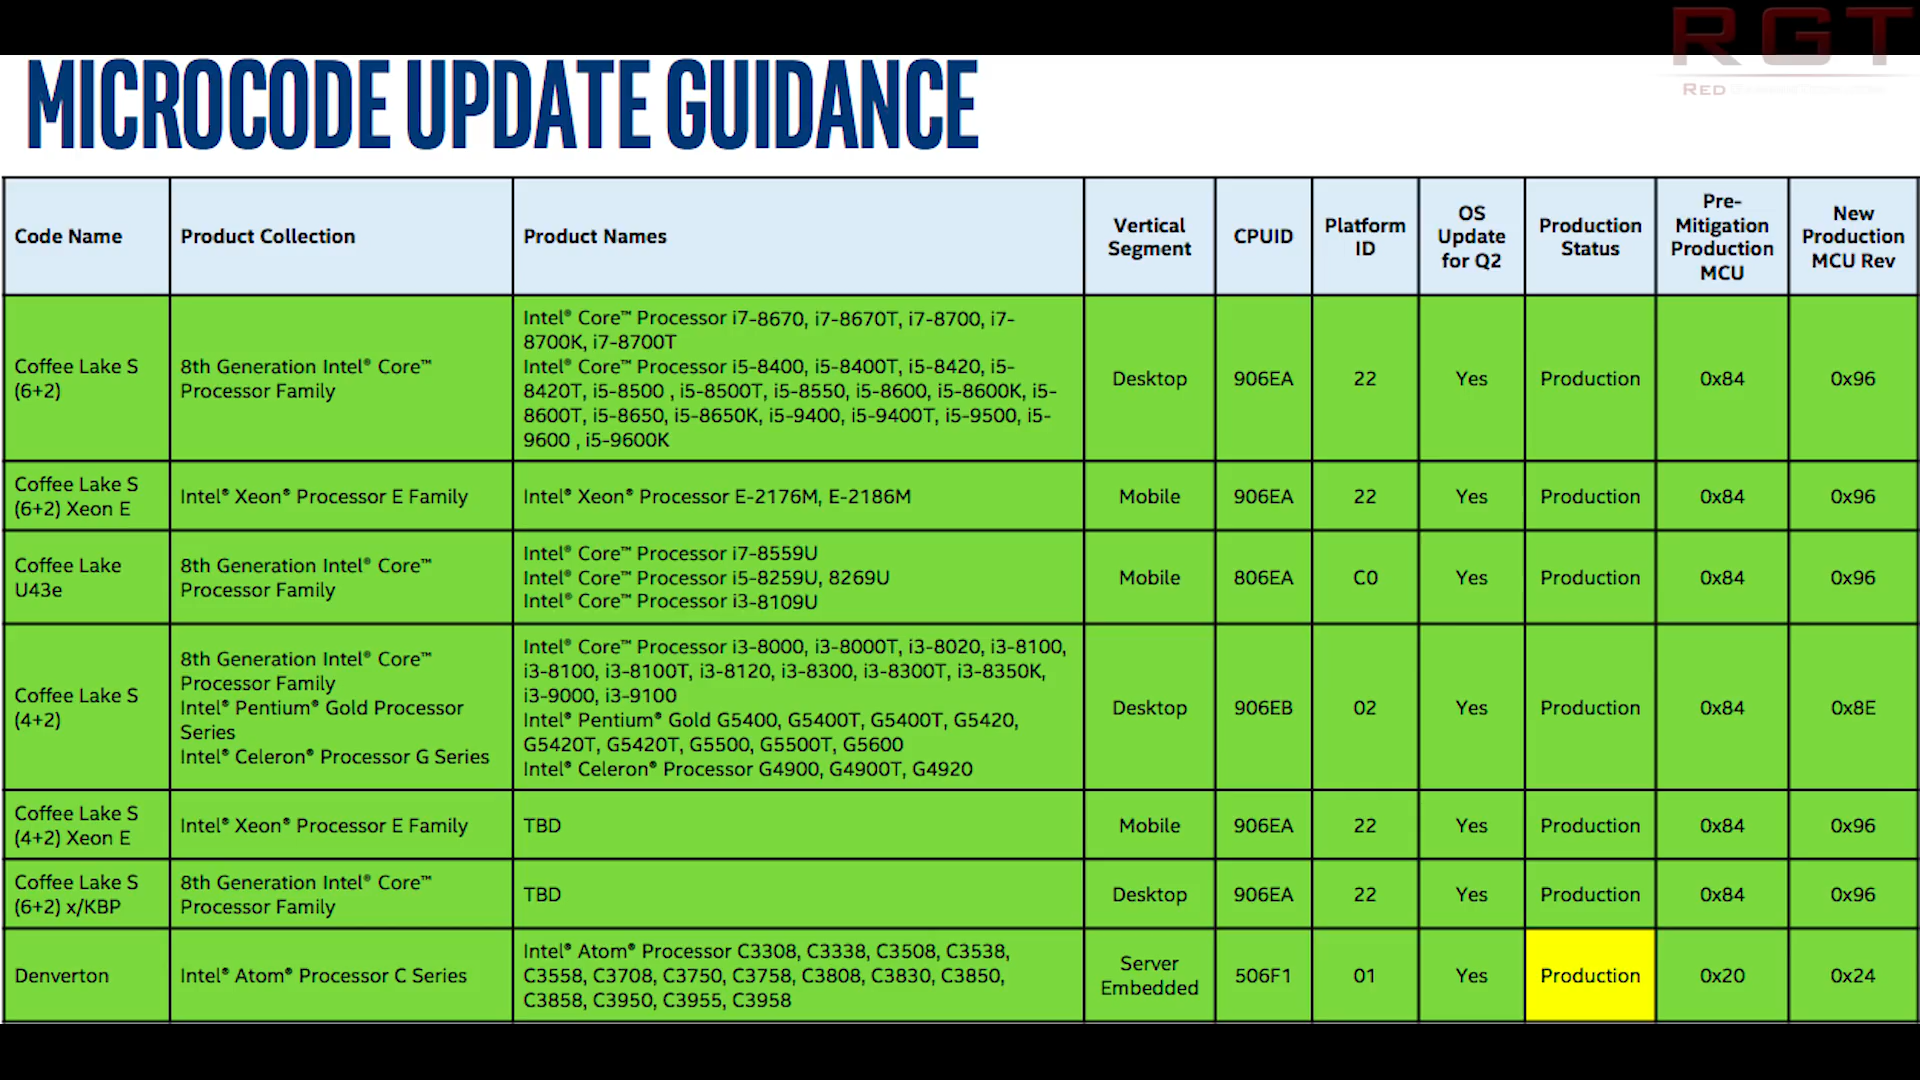 RGT
RED
MICROCODE UPDATE GUIDANCE
Code Name
Product Collection
Product Names
Vertical
Segment
CPUID
Platform
ID
OS
Update
for Q2
Production
Status
Pre-
Mitigation
Production
MCU
New
Production
MCU Rev
Coffee Lake S
(6+2)
8th Generation Intel® Core™
Processor Family
Intel® Core™ Processor i7-8670, i7-8670T, i7-8700, i7-
8700K, i7-8700T
Intel® Core™ Processor i5-8400, i5-8400T, i5-8420, i5-
8420T, i5-8500 , i5-8500T, i5-8550, i5-8600, i5-8600K, i5-
8600T, i5-8650, i5-8650K, i5-9400, i5-9400T, i5-9500, i5-
9600 , i5-9600K
Desktop
906EA
22
Yes
Production
0x84
0x96
Coffee Lake S
(6+2) Xeon E
Intel® Xeon® Processor E Family
Intel® Xeon® Processor E-2176M, E-2186M
Mobile
906EA
22
Yes
Production
0x84
0x96
Coffee Lake
U43e
8th Generation Intel® Core™
Processor Family
Intel® Core™ Processor i7-8559U
Intel® Core™ Processor i5-8259U, 8269U
Intel® Core™ Processor i3-8109U
Mobile
806EA
C0
Yes
Production
0x84
0x96
Coffee Lake S
(4+2)
8th Generation Intel® Core™
Processor Family
Intel® Pentium® Gold Processor
Series
Intel® Celeron® Processor G Series
Intel® Core™ Processor i3-8000, i3-8000T, i3-8020, i3-8100,
i3-8100, i3-8100T, i3-8120, i3-8300, i3-8300T, i3-8350K,
i3-9000, i3-9100
Intel® Pentium® Gold G5400, G5400T, G5400T, G5420,
G5420T, G5420T, G5500, G5500T, G5600
Intel® Celeron® Processor G4900, G4900T, G4920
Desktop
906EB
02
Yes
Production
0x84
0x8E
Coffee Lake S
(4+2) Xeon E
Intel® Xeon® Processor E Family
TBD
Mobile
906EA
22
Yes
Production
0x84
0x96
Coffee Lake S
(6+2) x/KBP
8th Generation Intel® Core™
Processor Family
TBD
Desktop
906EA
22
Yes
Production
0x84
0x96
Denverton
Intel® Atom® Processor C Series
Intel® Atom® Processor C3308, C3338, C3508, C3538,
C3558, C3708, C3750, C3758, C3808, C3830, C3850,
C3858, C3950, C3955, C3958
Server
Embedded
506F1
01
Yes
Production
0x20
0x24